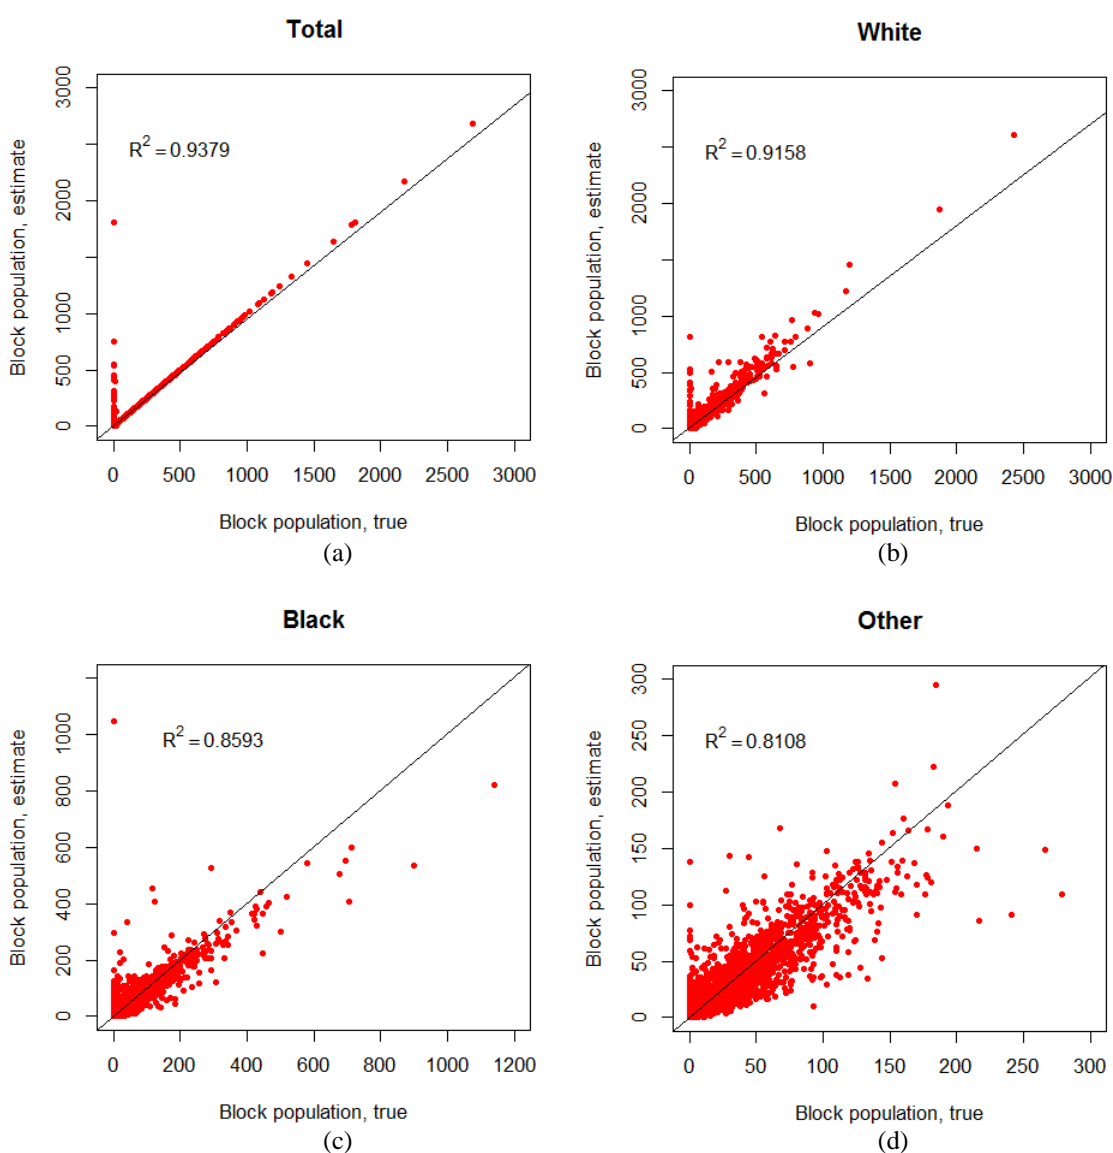 Total
Block population, estimate
3000
2000
1000
500
0
R² = 0.9379
0 500 1000 1500 2000 2500 3000
Block population, true
(a)
White
Block population, estimate
3000
2000
1000
500
0
R² = 0.9158
0 500 1000 1500 2000 2500 3000
Block population, true
(b)
Black
Block population, estimate
1000
800
600
400
200
0
R² = 0.8593
0 200 400 600 800 1000 1200
Block population, true
(c)
Other
Block population, estimate
300
250
200
150
100
50
0
R² = 0.8108
0 50 100 150 200 250 300
Block population, true
(d)